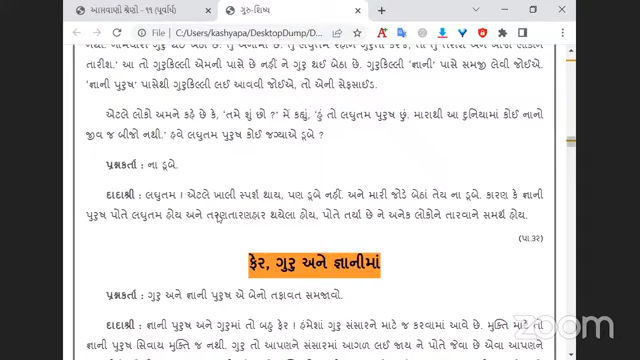 આપ્તવાણી શ્રેણી - ૧૧ (પૂર્વાર્ધ)
ગુરુ-શિષ્ય
File | C:/Users/kashyapa/DesktopDump/Deskt...
તારીશ.' આ તો ગુરુકિલ્લી એમની પાસે છે નહીં ને ગુરુ થઈ બેઠા છે. ગુરુકિલ્લી 'જ્ઞાની' પાસે સમજી લેવી જોઈએ.
'જ્ઞાની પુરુષ' પાસેથી ગુરુકિલ્લી લઈ આવવી જોઈએ, તો એની સેફસાઈડ.
એટલે લોકો અમને કહે છે કે, 'તમે શું છો ?' મેં કહ્યું, 'હું તો લઘુતમ પુરુષ છું. મારાથી આ દુનિયામાં કોઈ નાનો
જીવ જ બીજો નથી.' હવે લઘુતમ પુરુષ કોઈ જગ્યાએ ડૂબે ?
પ્રશ્નકર્તા : ના ડૂબે.
દાદાશ્રી : લઘુતમ ! એટલે ખાલી સ્પર્શ થાય, પણ ડૂબે નહીં. અને મારી જોડે બેઠાં તેય ના ડૂબે. કારણ કે જ્ઞાની
પુરુષ પોતે લઘુતમ હોય અને તરણતારણહાર થયેલા હોય, પોતે તર્યા છે ને અનેક લોકોને તારવાને સમર્થ હોય.
(પા.૩૨)
ફેર, ગુરુ અને જ્ઞાનીમાં
પ્રશ્નકર્તા : ગુરુ અને જ્ઞાની પુરુષ એ બેનો તફાવત સમજાવો.
દાદાશ્રી : જ્ઞાની પુરુષ અને ગુરુમાં તો બહુ ફેર ! હંમેશાં ગુરુ સંસારને માટે જ કરવામાં આવે છે. મુક્તિ માટે તો
જ્ઞાની પુરુષ સિવાય મુક્તિ જ નથી. ગુરુ તો આપણને સંસારમાં આગળ લઈ જાય ને પોતે જેવા છે એવા આપણને
zoom